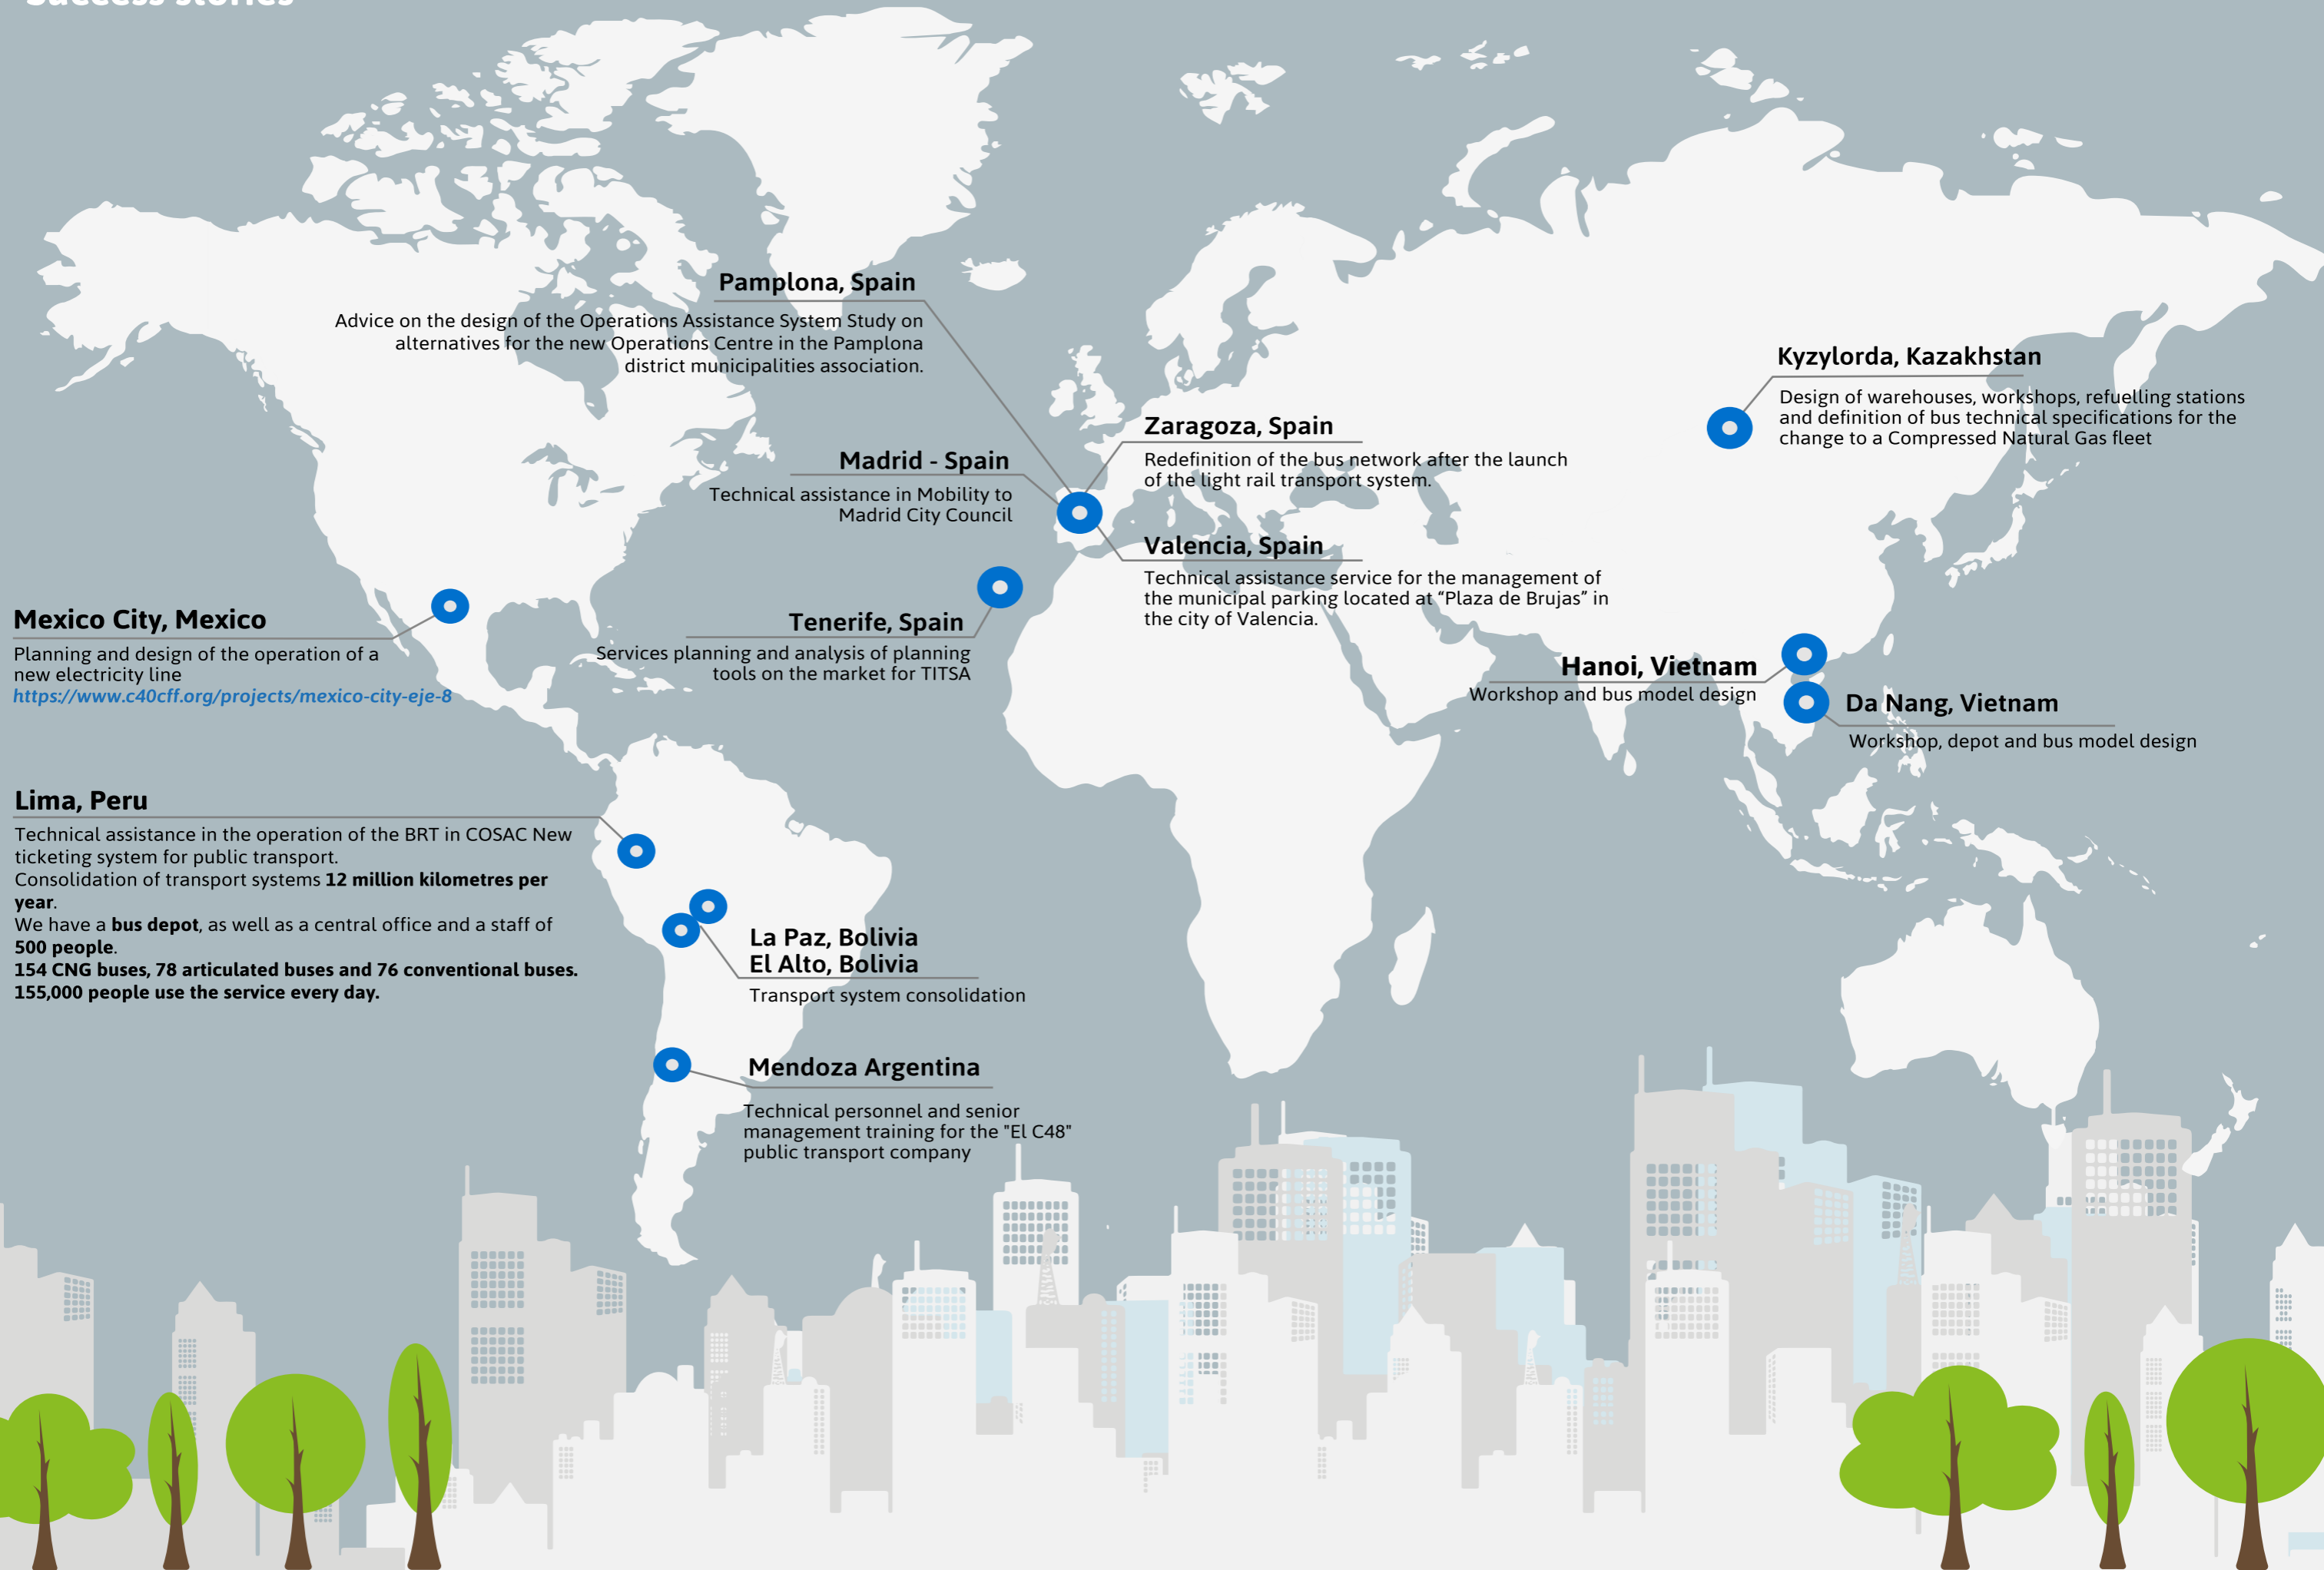 Success stories
Pamplona, Spain
Advice on the design of the Operations Assistance System Study on
alternatives for the new Operations Centre in the Pamplona
district municipalities association.
Kyzylorda, Kazakhstan
Design of warehouses, workshops, refuelling stations
and definition of bus technical specifications for the
change to a Compressed Natural Gas fleet
Zaragoza, Spain
Redefinition of the bus network after the launch
of the light rail transport system.
Madrid - Spain
Technical assistance in Mobility to
Madrid City Council
Valencia, Spain
Technical assistance service for the management of
the municipal parking located at “Plaza de Brujas” in
the city of Valencia.
Tenerife, Spain
Services planning and analysis of planning
tools on the market for TITSA
Mexico City, Mexico
Planning and design of the operation of a
new electricity line
https://www.c40cff.org/projects/mexico-city-eje-8
Hanoi, Vietnam
Workshop and bus model design
Da Nang, Vietnam
Workshop, depot and bus model design
Lima, Peru
Technical assistance in the operation of the BRT in COSAC New
ticketing system for public transport.
Consolidation of transport systems 12 million kilometres per
year.
We have a bus depot, as well as a central office and a staff of
500 people.
154 CNG buses, 78 articulated buses and 76 conventional buses.
155,000 people use the service every day.
La Paz, Bolivia
El Alto, Bolivia
Transport system consolidation
Mendoza Argentina
Technical personnel and senior
management training for the "El C48"
public transport company